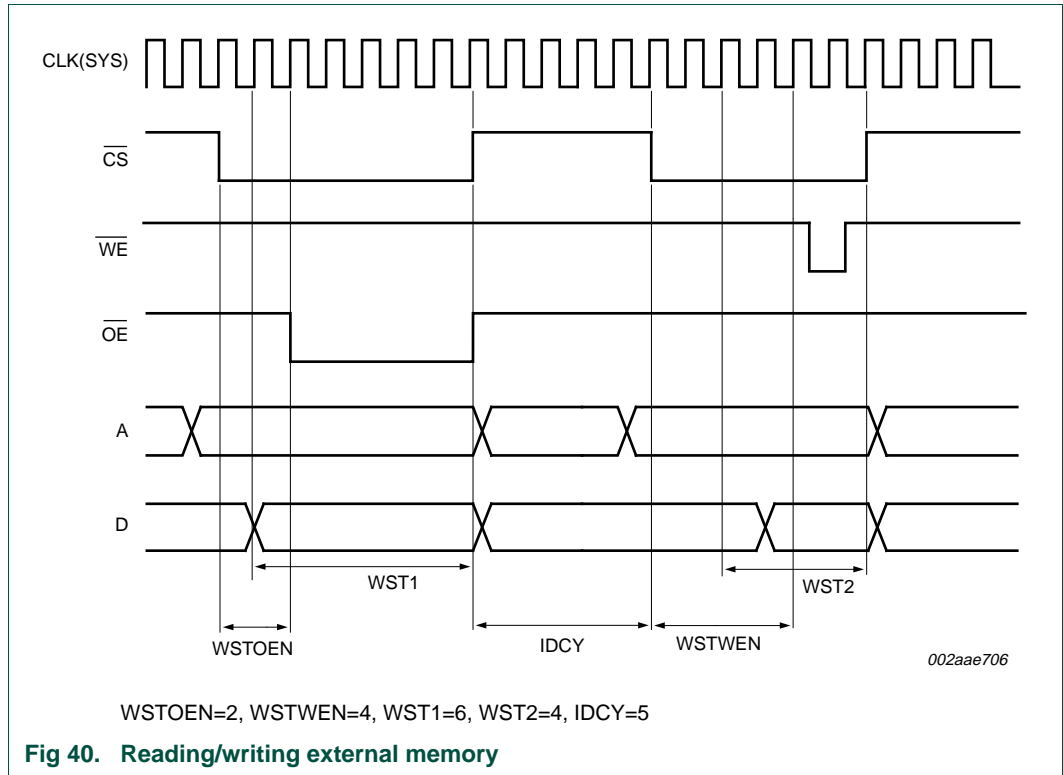 CLK(SYS)
CS
WE
OE
A
D
WST1
WST2
WSTOEN
IDCY
WSTWEN
002aae706
WSTOEN=2, WSTWEN=4, WST1=6, WST2=4, IDCY=5
Fig 40. Reading/writing external memory